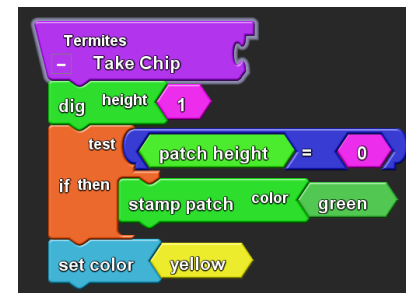 Termites
− Take Chip
dig height 1
test patch height = 0
if then
stamp patch color green
set color yellow